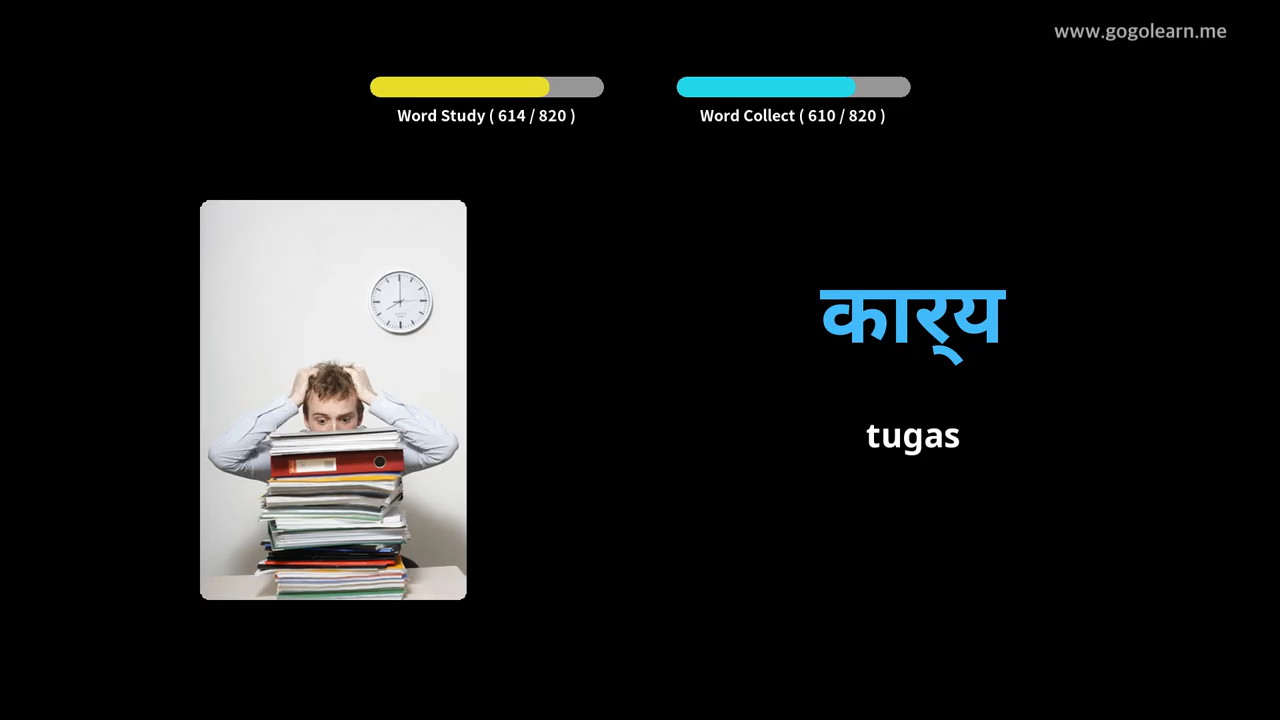 www.gogolearn.me
Word Study ( 614 / 820 )
Word Collect ( 610 / 820 )
कार्‌य
tugas